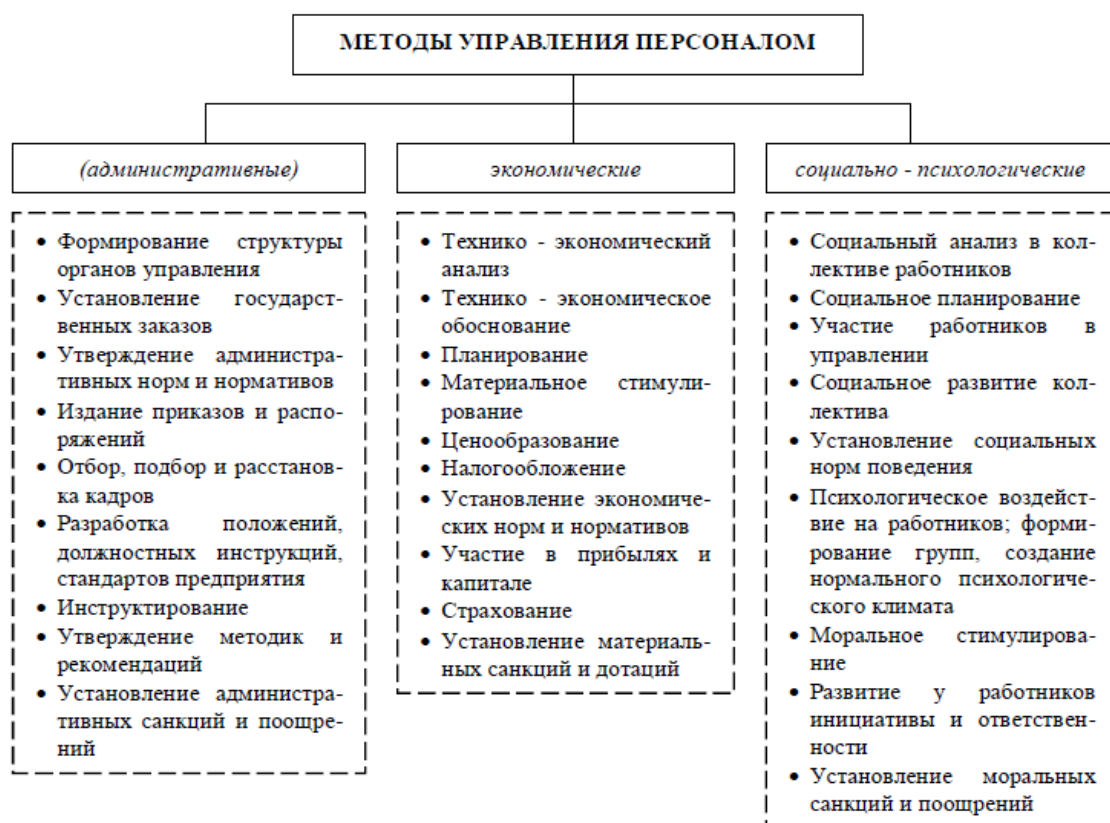 МЕТОДЫ УПРАВЛЕНИЯ ПЕРСОНАЛОМ
(административные)
• Формирование структуры
органов управления
• Установление государст-
венных заказов
• Утверждение администра-
тивных норм и нормативов
• Издание приказов и распо-
ряжений
• Отбор, подбор и расстанов-
ка кадров
• Разработка положений,
должностных инструкций,
стандартов предприятия
• Инструктирование
• Утверждение методик и
рекомендаций
• Установление администра-
тивных санкций и поощре-
ний
экономические
• Технико - экономический
анализ
• Технико - экономическое
обоснование
• Планирование
• Материальное стимули-
рование
• Ценообразование
• Налогообложение
• Установление экономиче-
ских норм и нормативов
• Участие в прибылях и
капитале
• Страхование
• Установление материаль-
ных санкций и дотаций
социально - психологические
• Социальный анализ в кол-
лективе работников
• Социальное планирование
• Участие работников в
управлении
• Социальное развитие кол-
лектива
• Установление социальных
норм поведения
• Психологическое воздейст-
вие на работников; форми-
рование групп, создание
нормального психологиче-
ского климата
• Моральное стимулирова-
ние
• Развитие у работников
инициативы и ответствен-
ности
• Установление моральных
санкций и поощрений